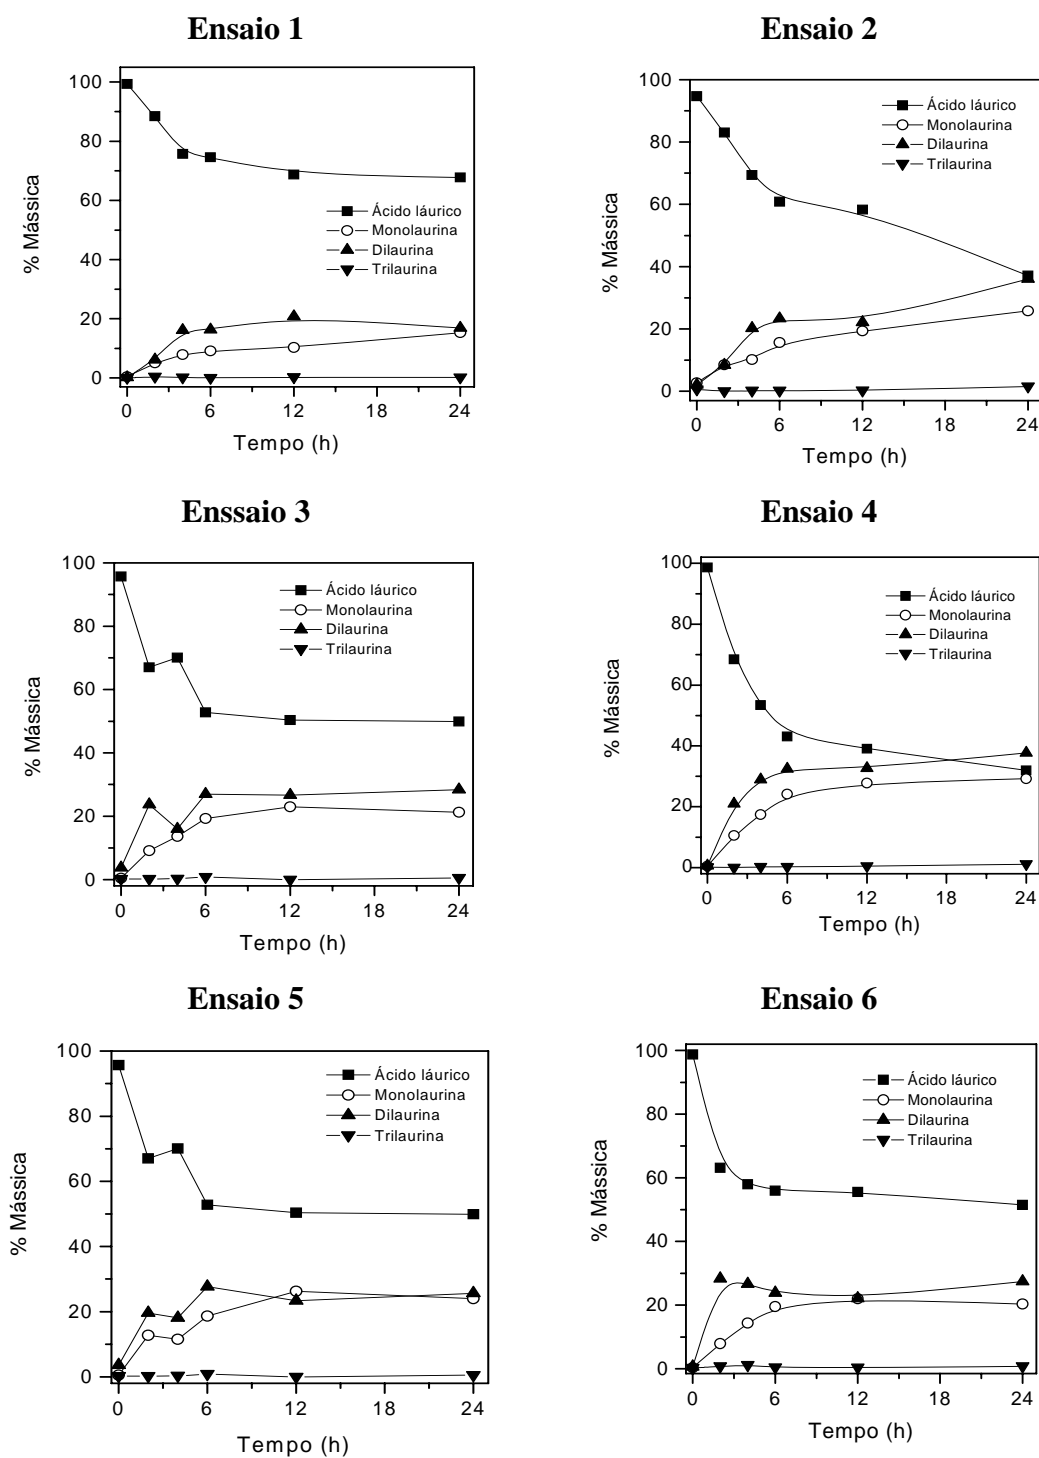 Ensaio 1
100
80
60
40
20
0
% Mássica
Ácido láurico
Monolaurina
Dilaurina
Trilaurina
0 6 12 18 24
Tempo (h)
Ensaio 2
100
80
60
40
20
0
% Mássica
Ácido láurico
Monolaurina
Dilaurina
Trilaurina
0 6 12 18 24
Tempo (h)
Enssaio 3
100
80
60
40
20
0
% Mássica
Ácido láurico
Monolaurina
Dilaurina
Trilaurina
0 6 12 18 24
Tempo (h)
Ensaio 4
100
80
60
40
20
0
% Mássica
Ácido láurico
Monolaurina
Dilaurina
Trilaurina
0 6 12 18 24
Tempo (h)
Ensaio 5
100
80
60
40
20
0
% Mássica
Ácido láurico
Monolaurina
Dilaurina
Trilaurina
0 6 12 18 24
Tempo (h)
Ensaio 6
100
80
60
40
20
0
% Mássica
Ácido láurico
Monolaurina
Dilaurina
Trilaurina
0 6 12 18 24
Tempo (h)